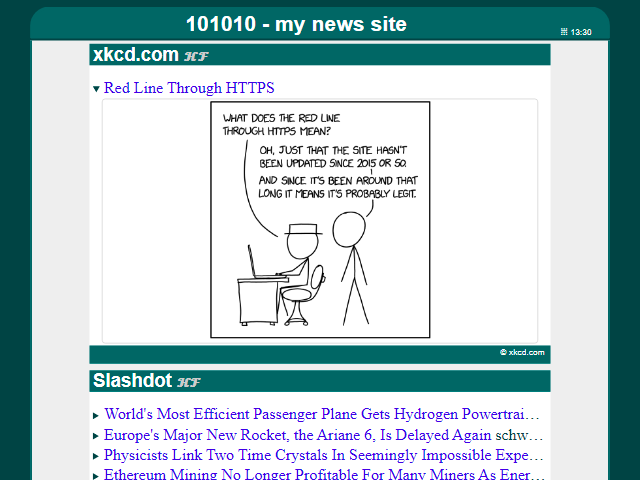 101010 - my news site
13:30
xkcd.com HF
Red Line Through HTTPS
WHAT DOES THE RED LINE
THROUGH HTTPS MEAN?
OH, JUST THAT THE SITE HASN'T
BEEN UPDATED SINCE 2015 OR SO.
AND SINCE IT'S BEEN AROUND THAT
LONG IT MEANS IT'S PROBABLY LEGIT.
© xkcd.com
Slashdot HF
World's Most Efficient Passenger Plane Gets Hydrogen Powertrai…
Europe's Major New Rocket, the Ariane 6, Is Delayed Again schw…
Physicists Link Two Time Crystals In Seemingly Impossible Expe…
Ethereum Mining No Longer Profitable For Many Miners As Ener…